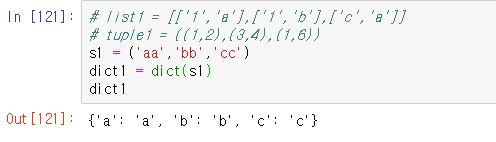 In [121]: # list1 = [['1','a'],['1','b'],['c','a']]
# tuple1 = ((1,2),(3,4),(1,6))
s1 = ('aa','bb','cc')
dict1 = dict(s1)
dict1
Out[121]: {'a': 'a', 'b': 'b', 'c': 'c'}